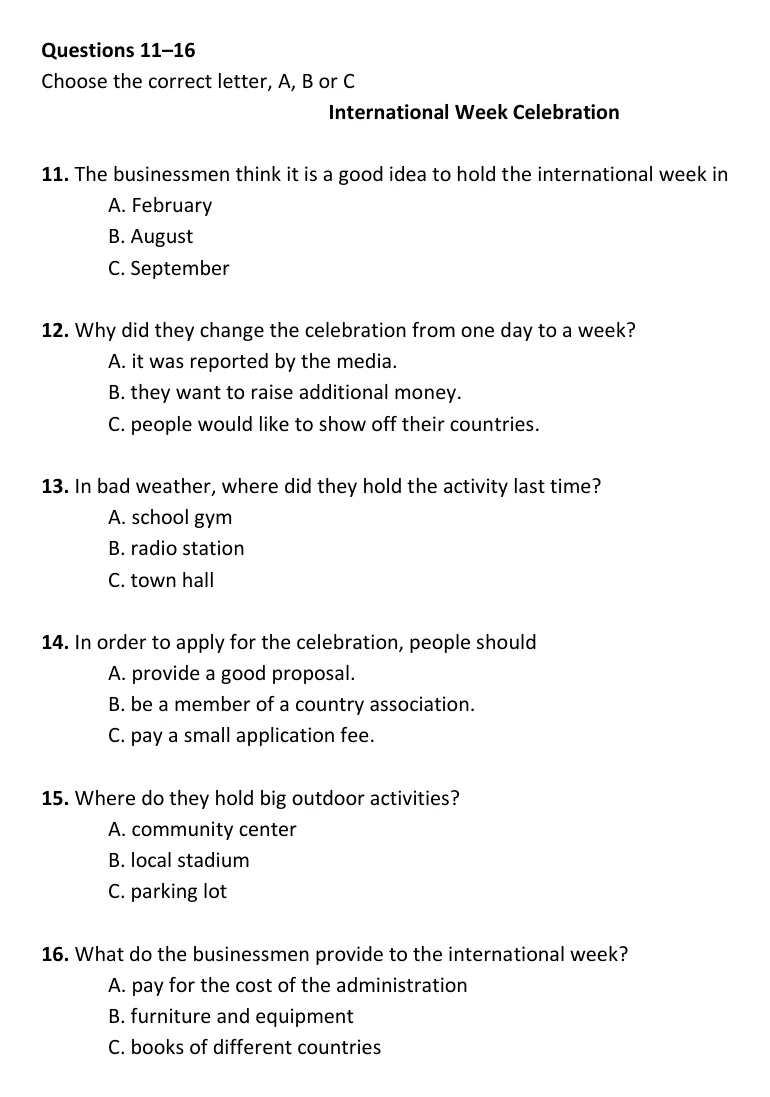 Questions 11–16
Choose the correct letter, A, B or C
International Week Celebration
11. The businessmen think it is a good idea to hold the international week in
A. February
B. August
C. September
12. Why did they change the celebration from one day to a week?
A. it was reported by the media.
B. they want to raise additional money.
C. people would like to show off their countries.
13. In bad weather, where did they hold the activity last time?
A. school gym
B. radio station
C. town hall
14. In order to apply for the celebration, people should
A. provide a good proposal.
B. be a member of a country association.
C. pay a small application fee.
15. Where do they hold big outdoor activities?
A. community center
B. local stadium
C. parking lot
16. What do the businessmen provide to the international week?
A. pay for the cost of the administration
B. furniture and equipment
C. books of different countries